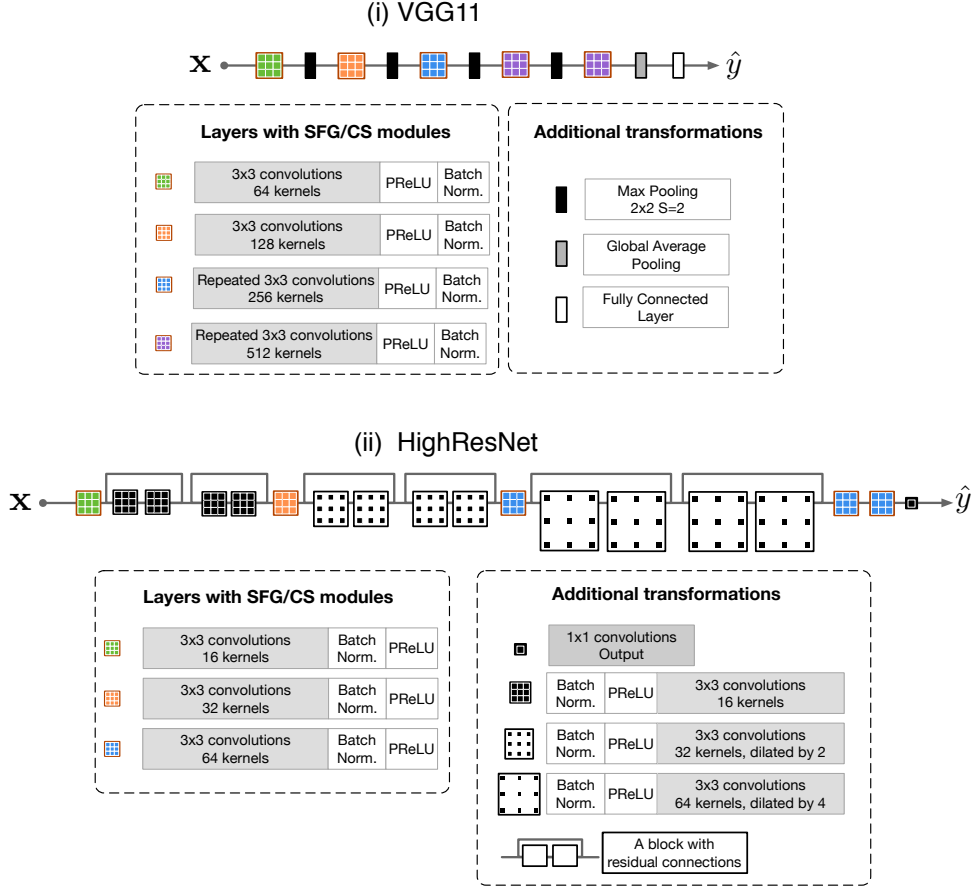 (i) VGG11
x
ŷ
Layers with SFG/CS modules
3x3 convolutions
64 kernels
PReLU
Batch
Norm.
3x3 convolutions
128 kernels
PReLU
Batch
Norm.
Repeated 3x3 convolutions
256 kernels
PReLU
Batch
Norm.
Repeated 3x3 convolutions
512 kernels
PReLU
Batch
Norm.
Additional transformations
Max Pooling
2x2 S=2
Global Average
Pooling
Fully Connected
Layer
(ii) HighResNet
x
ŷ
Layers with SFG/CS modules
3x3 convolutions
16 kernels
Batch
Norm.
PReLU
3x3 convolutions
32 kernels
Batch
Norm.
PReLU
3x3 convolutions
64 kernels
Batch
Norm.
PReLU
Additional transformations
1x1 convolutions
Output
Batch
Norm.
PReLU
3x3 convolutions
16 kernels
Batch
Norm.
PReLU
3x3 convolutions
32 kernels, dilated by 2
Batch
Norm.
PReLU
3x3 convolutions
64 kernels, dilated by 4
A block with
residual connections